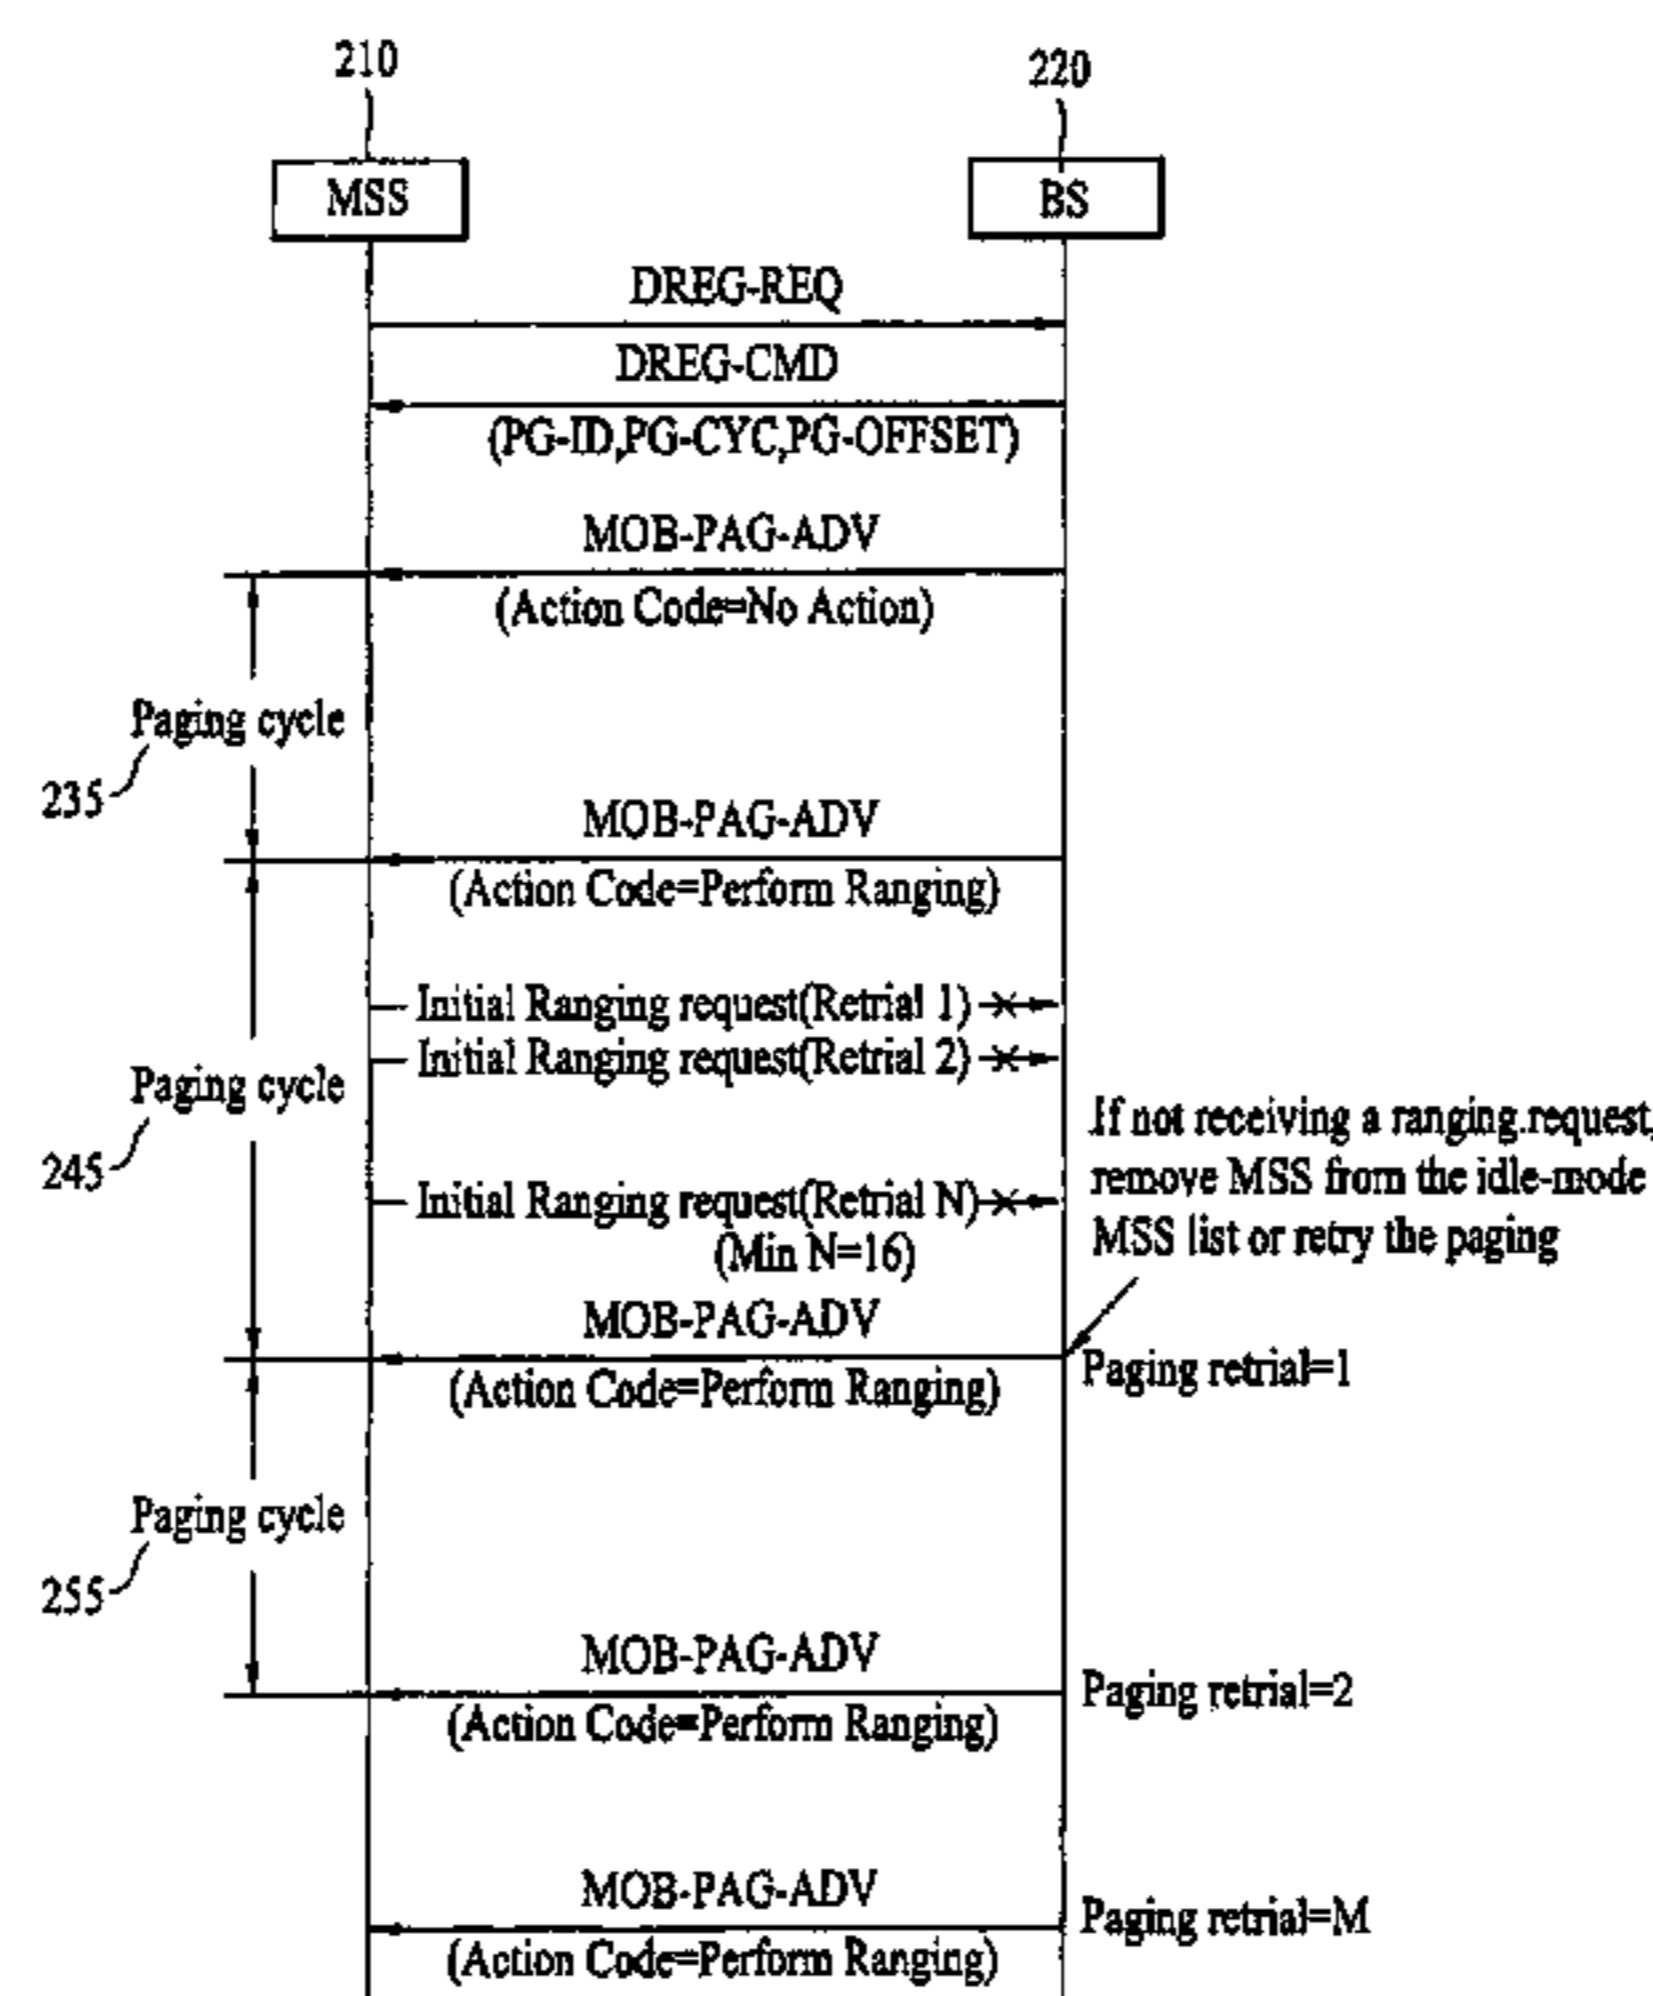 210
220
MSS
BS
DREG-REQ
DREG-CMD
(PG-ID,PG-CYC,PG-OFFSET)
MOB-PAG-ADV
(Action Code=No Action)
Paging cycle
235
MOB-PAG-ADV
(Action Code=Perform Ranging)
Initial Ranging request(Retrial 1)
Initial Ranging request(Retrial 2)
Paging cycle
245
If not receiving a ranging request,
remove MSS from the idle-mode
MSS list or retry the paging
Initial Ranging request(Retrial N)
(Min N=16)
MOB-PAG-ADV
(Action Code=Perform Ranging)
Paging retrial=1
Paging cycle
255
MOB-PAG-ADV
(Action Code=Perform Ranging)
Paging retrial=2
MOB-PAG-ADV
(Action Code=Perform Ranging)
Paging retrial=M